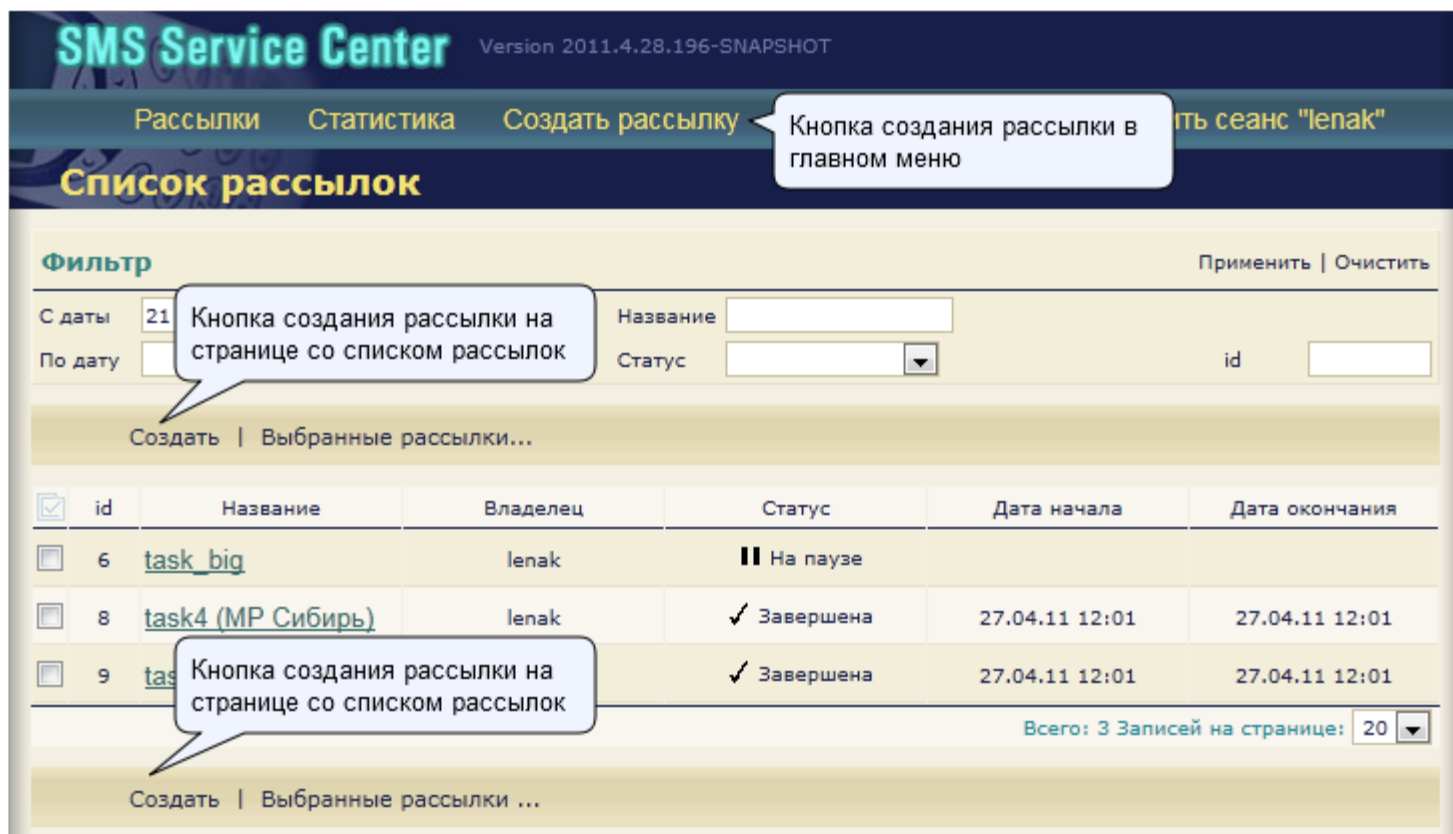 SMS Service Center Version 2011.4.28.196-SNAPSHOT
Рассылки Статистика Создать рассылку сеанс "lenak"
Кнопка создания рассылки в
главном меню
Список рассылок
Фильтр Применить | Очистить
С даты 21 Название
По дату Статус id
Кнопка создания рассылки на
странице со списком рассылок
Создать | Выбранные рассылки...
id Название Владелец Статус Дата начала Дата окончания
6 task_big lenak На паузе
8 task4 (МР Сибирь) lenak Завершена 27.04.11 12:01 27.04.11 12:01
9 Завершена 27.04.11 12:01 27.04.11 12:01
Кнопка создания рассылки на
странице со списком рассылок
Всего: 3 Записей на странице: 20
Создать | Выбранные рассылки ...